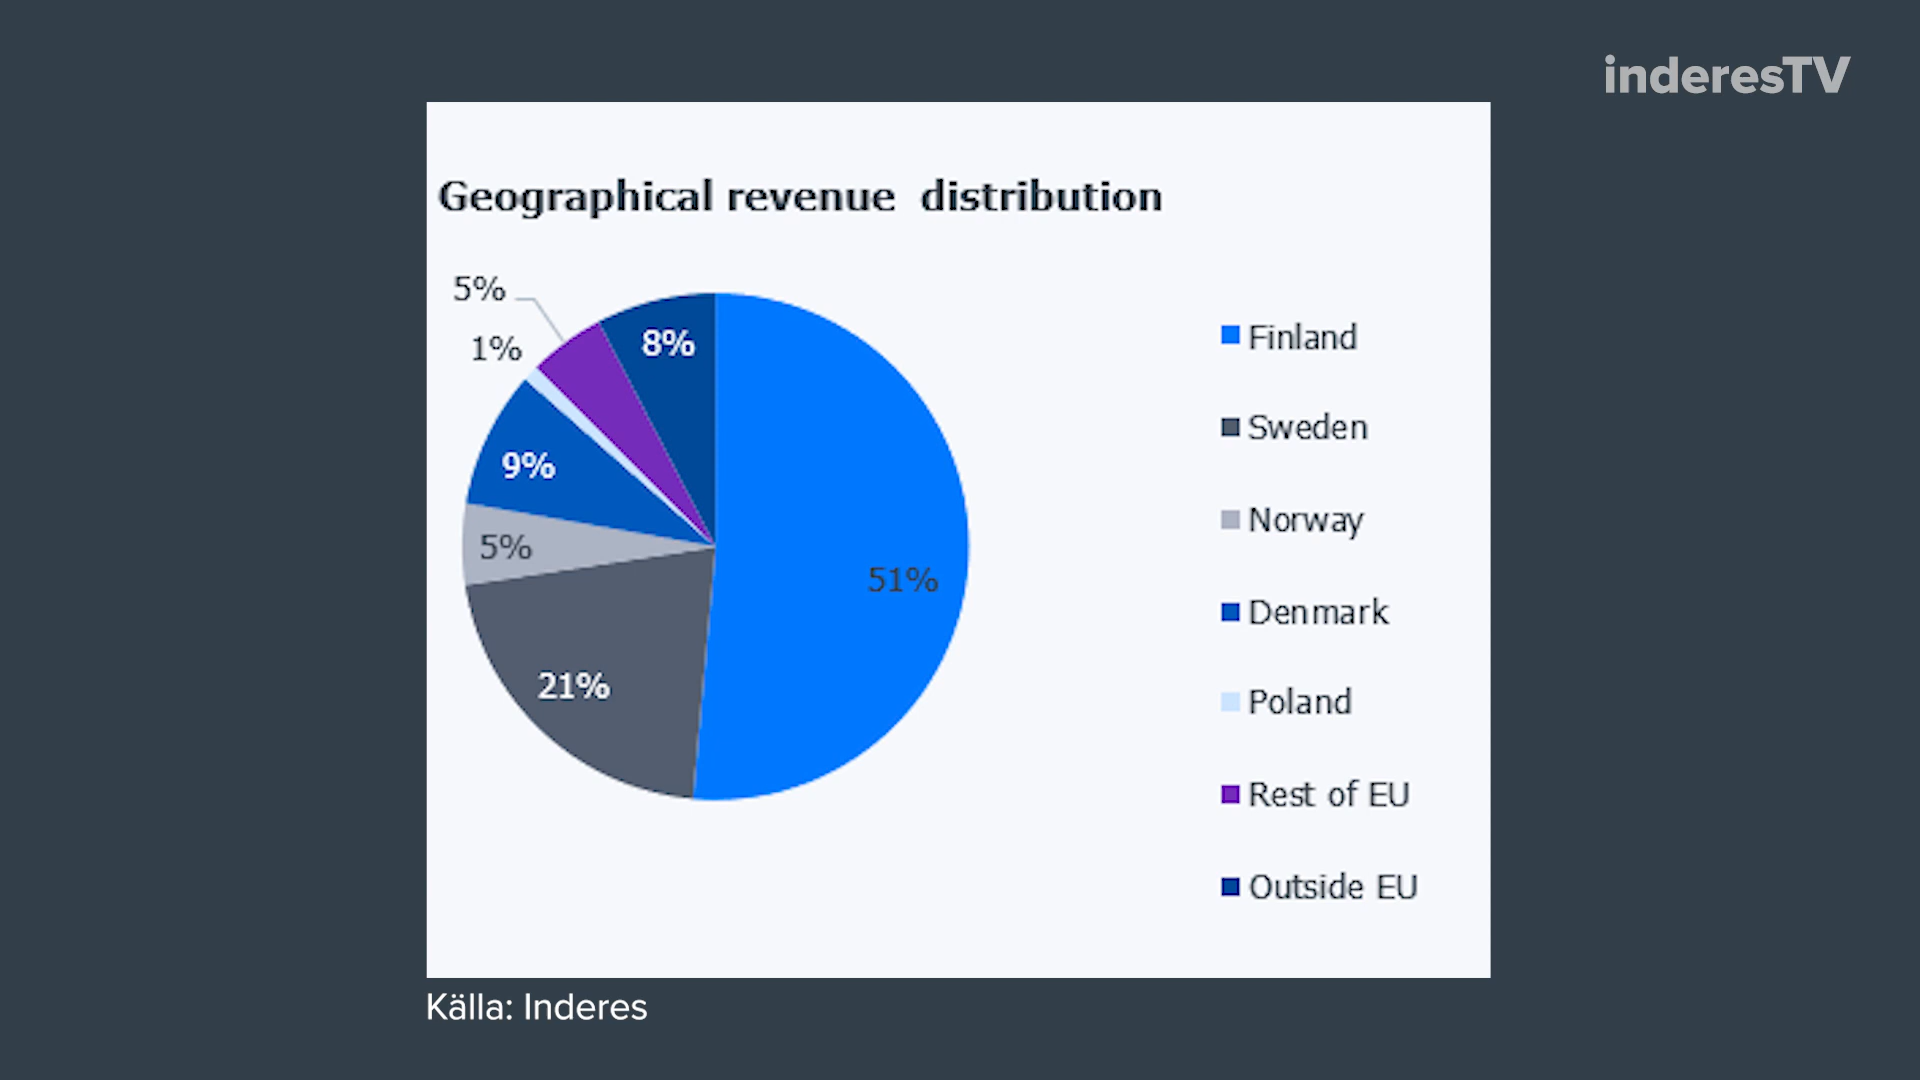 inderesTV
Geographical revenue distribution
5%
1%
8%
9%
5%
51%
21%
Finland
Sweden
Norway
Denmark
Poland
Rest of EU
Outside EU
Källa: Inderes